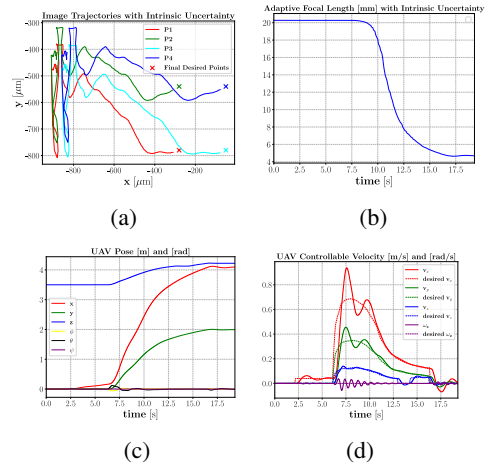 Image Trajectories with Intrinsic Uncertainty
P1
P2
P3
P4
Final Desired Points
y [μm]
-300
-400
-500
-600
-700
-800
-800
-600
-400
-200
x [μm]
(a)
Adaptive Focal Length [mm] with Intrinsic Uncertainty
20
18
16
14
12
10
8
6
4
0.0 2.5 5.0 7.5 10.0 12.5 15.0 17.5
time [s]
(b)
UAV Pose [m] and [rad]
4
3
2
1
0
x
y
z
0.0 2.5 5.0 7.5 10.0 12.5 15.0 17.5
time [s]
(c)
UAV Controllable Velocity [m/s] and [rad/s]
0.8
0.6
0.4
0.2
0.0
desired
desired
desired
desired
0.0 2.5 5.0 7.5 10.0 12.5 15.0 17.5
time [s]
(d)